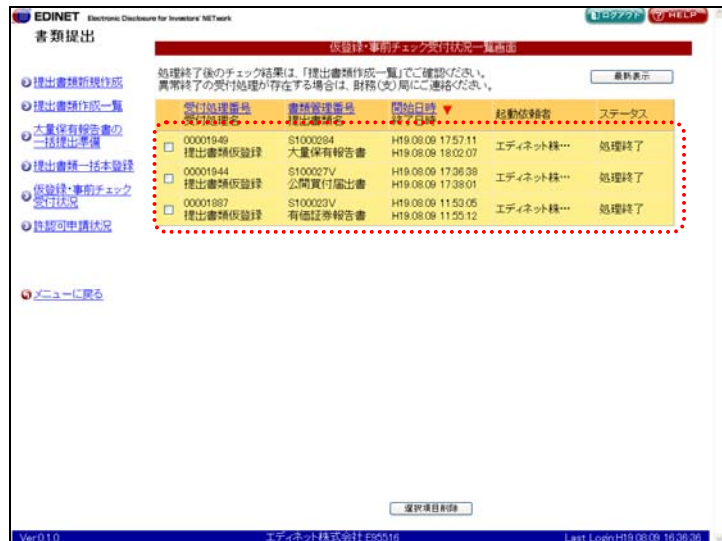 EDINET Electronic Disclosure for Investors' NETwork
ログアウト
HELP
書類提出
仮登録・事前チェック受付状況一覧画面
処理終了後のチェック結果は、「提出書類作成一覧」でご確認ください。
異常終了の受付処理が存在する場合は、財務(支)局にご連絡ください。
最新表示
提出書類新規作成
提出書類作成一覧
大量保有報告書の
一括提出準備
提出書類一括本登録
仮登録・事前チェック
受付状況
許認可申請状況
メニューに戻る
受付処理番号 書類管理番号 開始日時 ▼ 起動依頼者 ステータス
受付処理名 提出書類名 終了日時
00001949 S1000284 H19.08.09 17:57:11 エディネット株… 処理終了
提出書類仮登録 大量保有報告書 H19.08.09 18:02:07
00001944 S100027V H19.08.09 17:36:38 エディネット株… 処理終了
提出書類仮登録 公開買付届出書 H19.08.09 17:38:01
00001887 S100023V H19.08.09 11:53:05 エディネット株… 処理終了
提出書類仮登録 有価証券報告書 H19.08.09 11:55:12
選択項目削除
Ver.0.1.0 エディネット株式会社 E95516 Last Login:H19.08.09 16:36:36